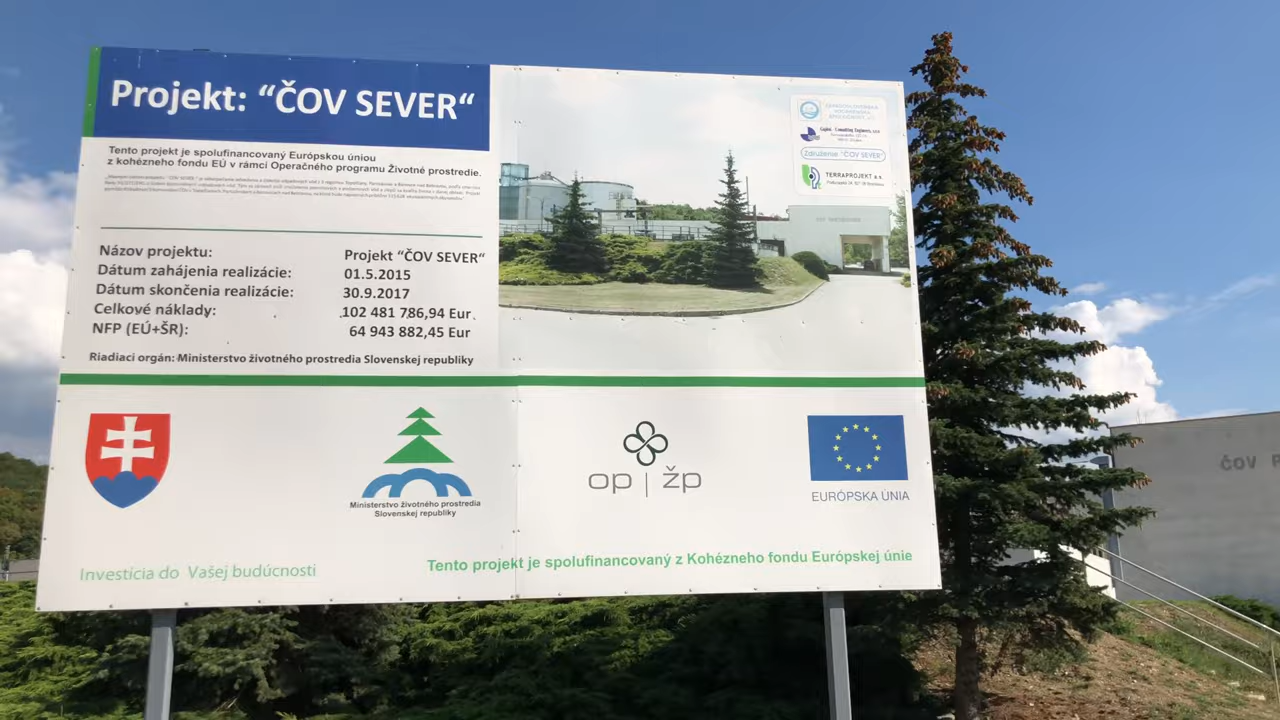 Projekt: “ČOV SEVER“
Tento projekt je spolufinancovaný Európskou úniou
z kohézneho fondu EÚ v rámci Operačného programu Životné prostredie.
Názov projektu: Projekt “ČOV SEVER“
Dátum zahájenia realizácie: 01.5.2015
Dátum skončenia realizácie: 30.9.2017
Celkové náklady: 102 481 786,94 Eur
NFP (EÚ+ŠR): 64 943 882,45 Eur
Riadiaci orgán: Ministerstvo životného prostredia Slovenskej republiky
Združenie "ČOV SEVER"
TERRAPROJEKT a.s.
Ministerstvo životného prostredia
Slovenskej republiky
op | žp
EURÓPSKA ÚNIA
Investícia do Vašej budúcnosti
Tento projekt je spolufinancovaný z Kohézneho fondu Európskej únie
ČOV